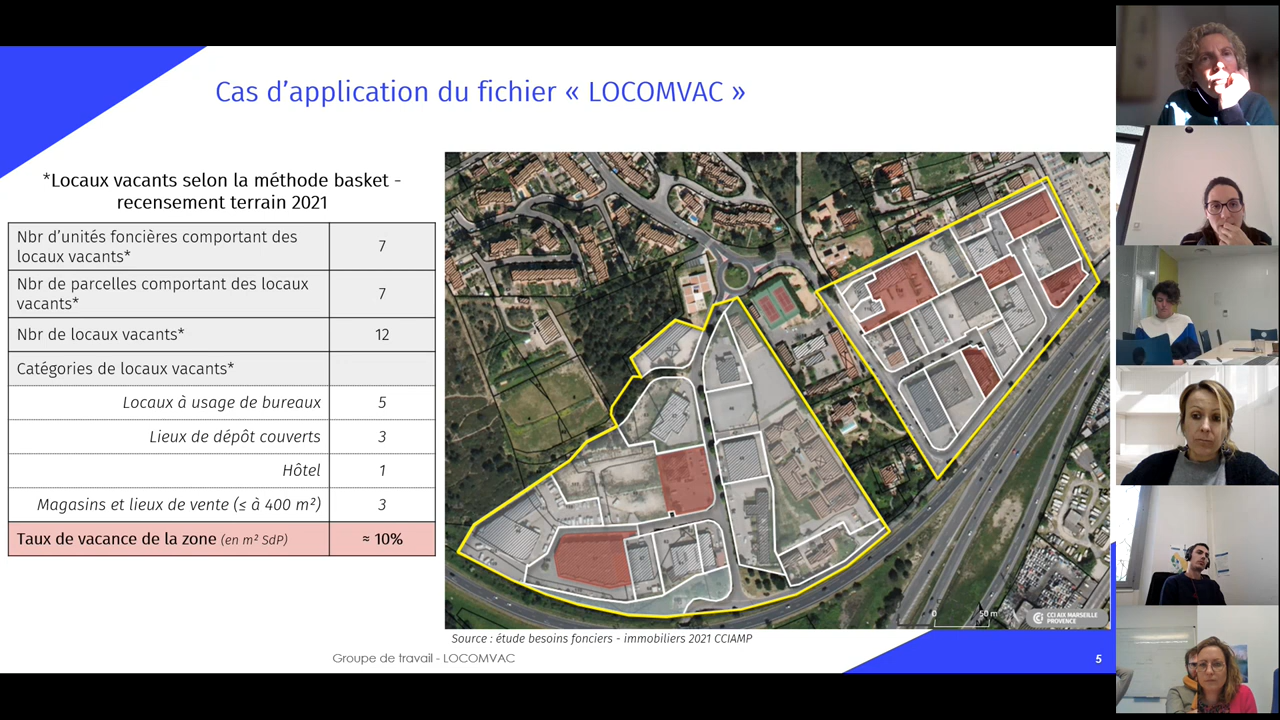 Cas d'application du fichier « LOCOMVAC »
*Locaux vacants selon la méthode basket -
recensement terrain 2021
Nbr d'unités foncières comportant des
locaux vacants*
7
Nbr de parcelles comportant des locaux
vacants*
7
Nbr de locaux vacants* 12
Catégories de locaux vacants*
Locaux à usage de bureaux 5
Lieux de dépôt couverts 3
Hôtel 1
Magasins et lieux de vente (≤ à 400 m²) 3
Taux de vacance de la zone (en m² SdP) ≈ 10%
0 50 m
CCI AIX MARSEILLE
PROVENCE
Source : étude besoins fonciers - immobiliers 2021 CCIAMP
Groupe de travail - LOCOMVAC
5